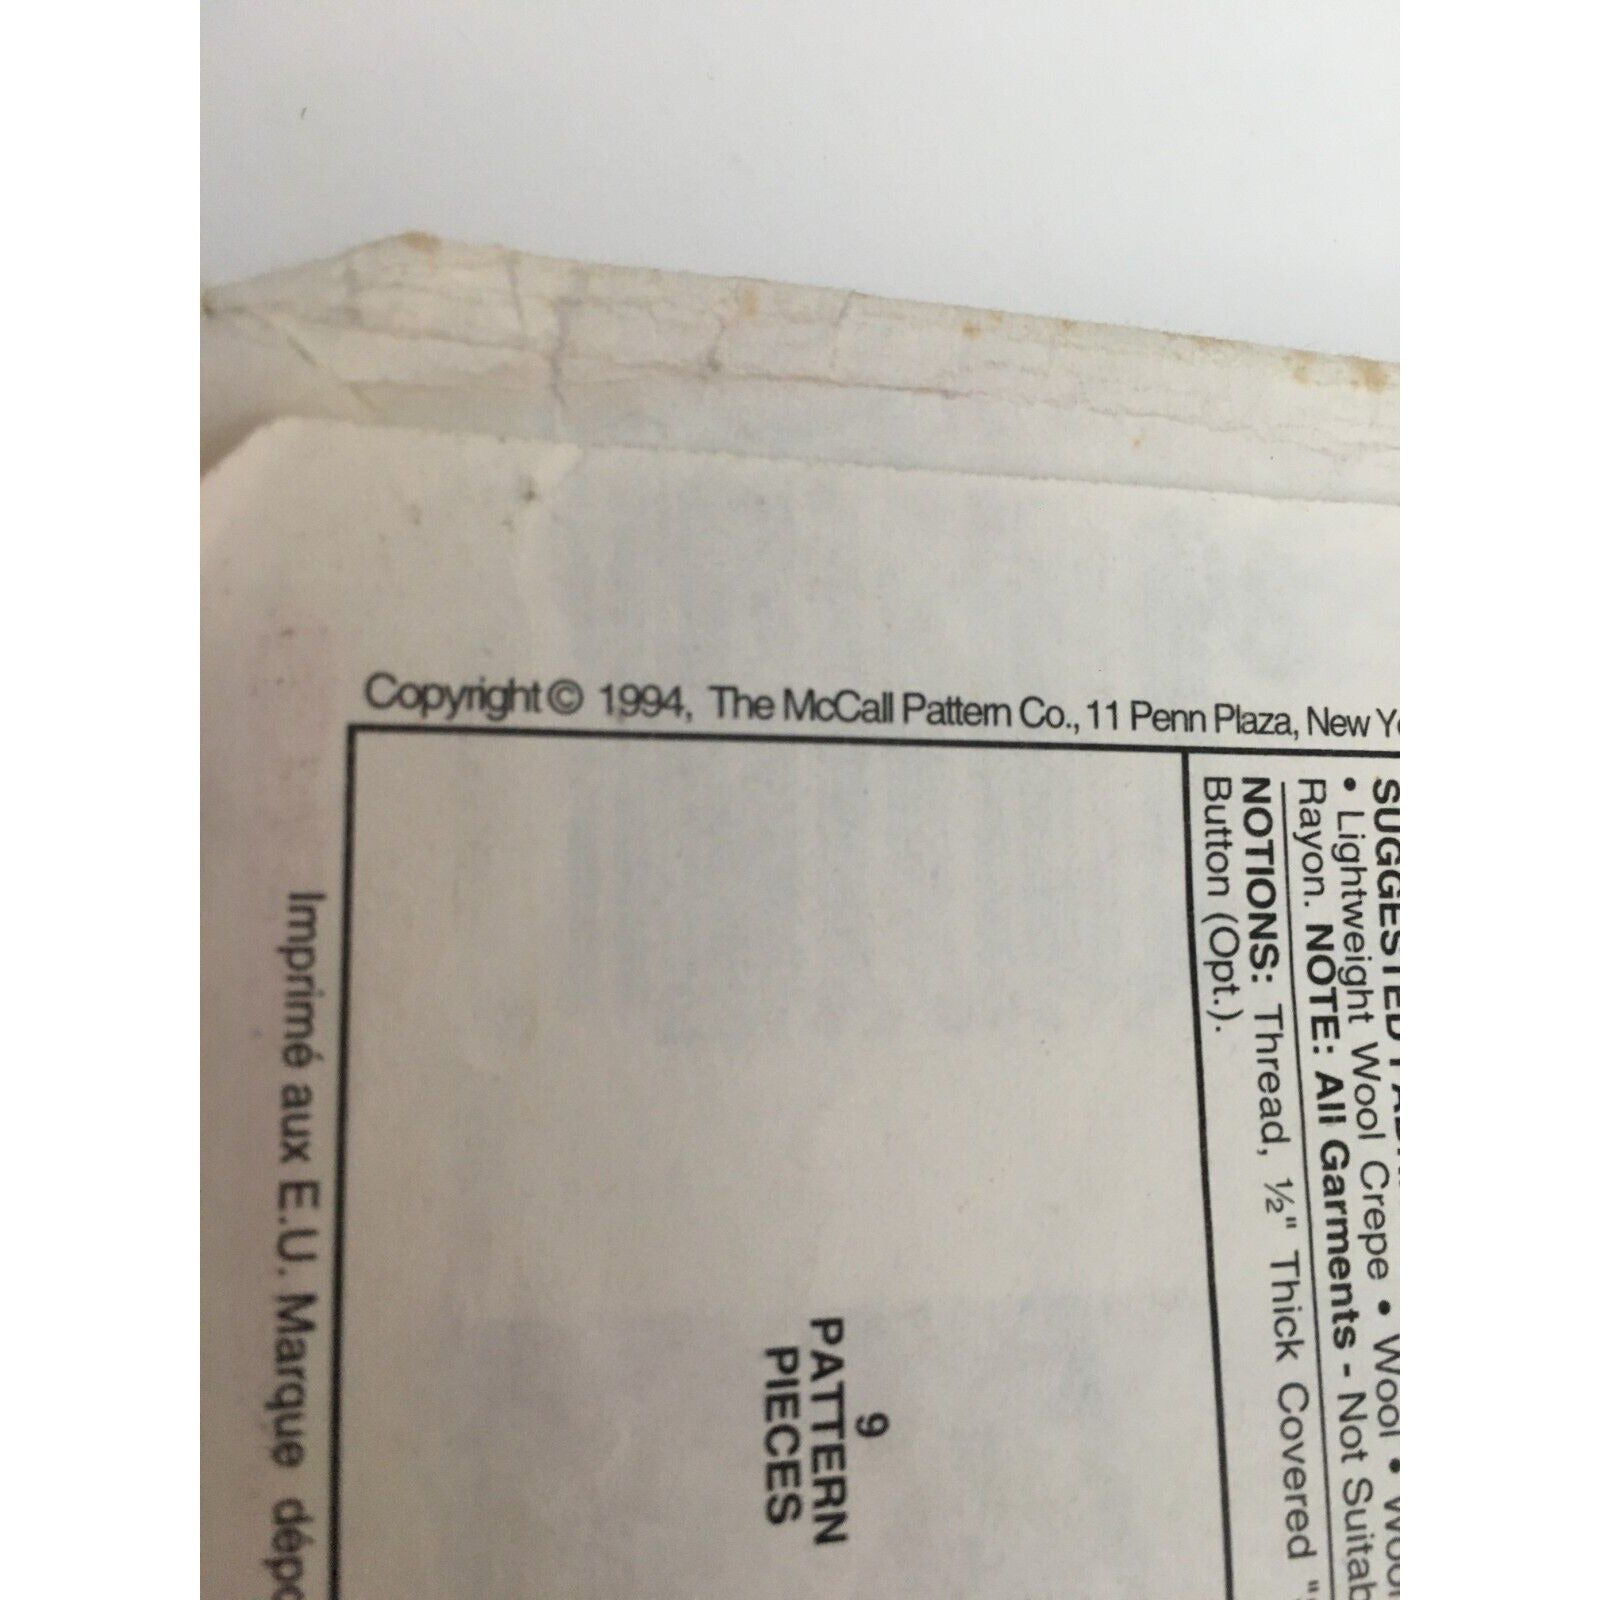 Copyright © 1994, The McCall Pattern Co., 11 Penn Plaza, New
SUGGESTED
• Lightweight Wool Crepe • Wool •
Rayon. NOTE: All Garments - Not
NOTIONS: Thread, ½" Thick Covered "
Button (Opt.).
9
PATTERN
PIECES
Imprimé aux E.U. Marque